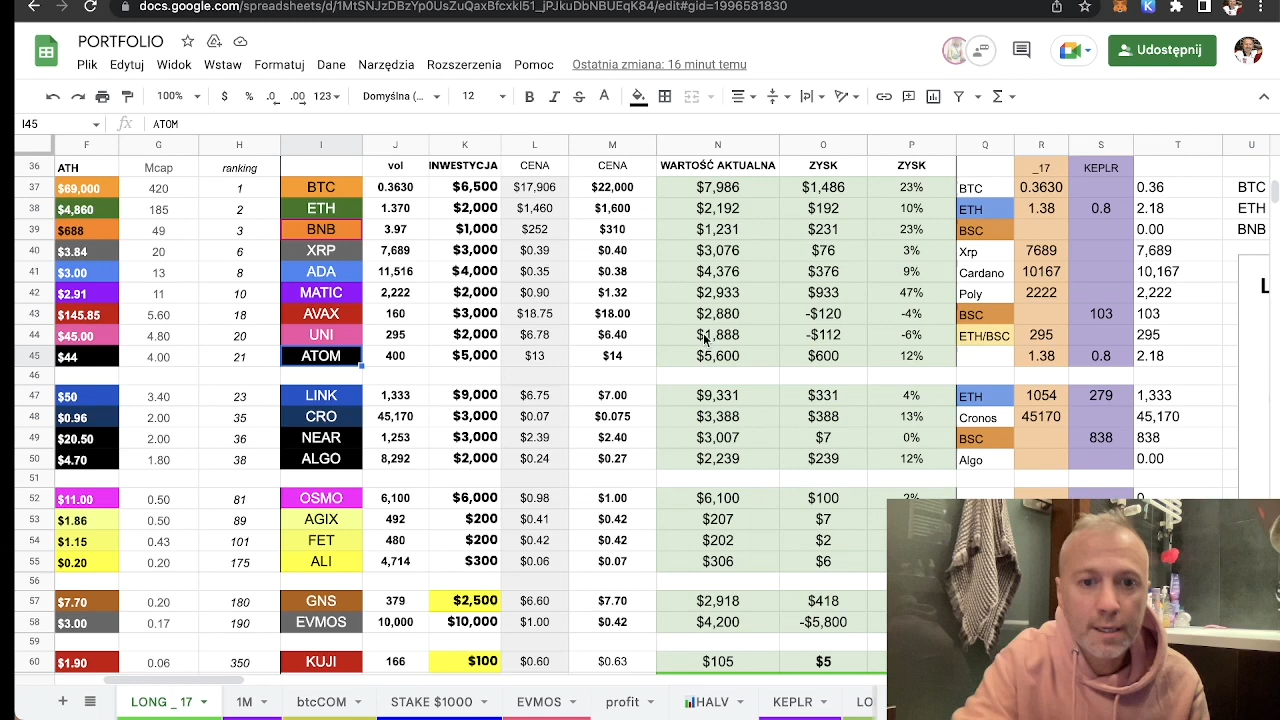 docs.google.com/spreadsheets/d/1MtSNJzDBzYp0UsZuQaxBfcxkl51_jPJkuDbNBUEqK84/edit#gid=1996581830
PORTFOLIO
Plik Edytuj Widok Wstaw Formatuj Dane Narzędzia Rozszerzenia Pomoc Ostatnia zmiana: 16 minut temu
Udostępnij
100% $ % .0 .00 123 Domyślna (... 12 B I S A
I45 fx ATOM
F G H I J K L M N O P Q R S T U
36 ATH Mcap ranking vol INWESTYCJA CENA CENA WARTOŚĆ AKTUALNA ZYSK ZYSK _17 KEPLR
37 $69,000 420 1 BTC 0.3630 $6,500 $17,906 $22,000 $7,986 $1,486 23% BTC 0.3630 0.36 BTC
38 $4,860 185 2 ETH 1.370 $2,000 $1,460 $1,600 $2,192 $192 10% ETH 1.38 0.8 2.18 ETH
39 $688 49 3 BNB 3.97 $1,000 $252 $310 $1,231 $231 23% BSC 0.00 BNB
40 $3.84 20 6 XRP 7,689 $3,000 $0.39 $0.40 $3,076 $76 3% Xrp 7689 7,689
41 $3.00 13 8 ADA 11,516 $4,000 $0.35 $0.38 $4,376 $376 9% Cardano 10167 10,167
42 $2.91 11 10 MATIC 2,222 $2,000 $0.90 $1.32 $2,933 $933 47% Poly 2222 2,222
43 $145.85 5.60 18 AVAX 160 $3,000 $18.75 $18.00 $2,880 -$120 -4% BSC 103 103
44 $45.00 4.80 20 UNI 295 $2,000 $6.78 $6.40 $1,888 -$112 -6% ETH/BSC 295 295
45 $44 4.00 21 ATOM 400 $5,000 $13 $14 $5,600 $600 12% 1.38 0.8 2.18
46
47 $50 3.40 23 LINK 1,333 $9,000 $6.75 $7.00 $9,331 $331 4% ETH 1054 279 1,333
48 $0.96 2.00 35 CRO 45,170 $3,000 $0.07 $0.075 $3,388 $388 13% Cronos 45170 45,170
49 $20.50 2.00 36 NEAR 1,253 $3,000 $2.39 $2.40 $3,007 $7 0% BSC 838 838
50 $4.70 1.80 38 ALGO 8,292 $2,000 $0.24 $0.27 $2,239 $239 12% Algo 0.00
51
52 $11.00 0.50 81 OSMO 6,100 $6,000 $0.98 $1.00 $6,100 $100 2%
53 $1.86 0.50 89 AGIX 492 $200 $0.41 $0.42 $207 $7
54 $1.15 0.43 101 FET 480 $200 $0.42 $0.42 $202 $2
55 $0.20 0.20 175 ALI 4,714 $300 $0.06 $0.07 $306 $6
56
57 $7.70 0.20 180 GNS 379 $2,500 $6.60 $7.70 $2,918 $418
58 $3.00 0.17 190 EVMOS 10,000 $10,000 $1.00 $0.42 $4,200 -$5,800
59
60 $1.90 0.06 350 KUJI 166 $100 $0.60 $0.63 $105 $5
LONG _ 17 1M btcCOM STAKE $1000 EVMOS profit HALV KEPLR LO